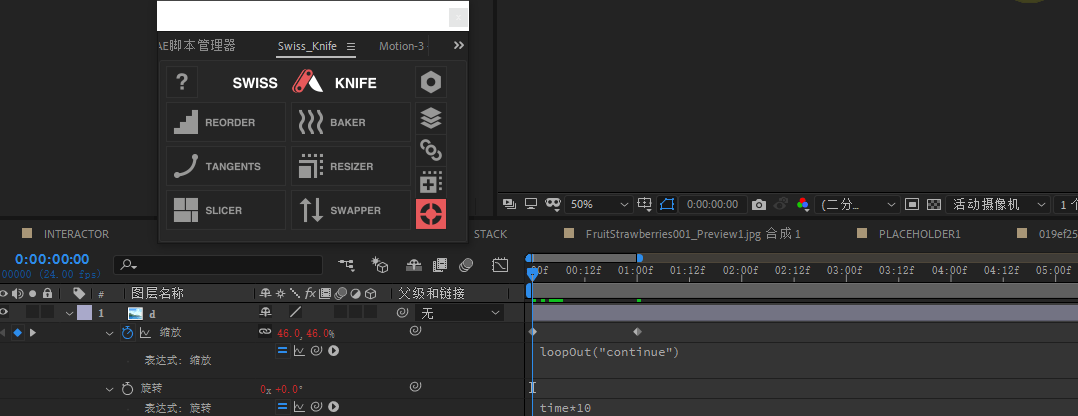 AE脚本管理器 Swiss_Knife Motion-3
? SWISS KNIFE
REORDER BAKER
TANGENTS RESIZER
SLICER SWAPPER
50% 0:00:00:00 (二分... 活动摄像机 1个
INTERACTOR STACK FruitStrawberries001_Preview1.jpg 合成 1 PLACEHOLDER1 019ef25
0:00:00:00
00000 (24.00 fps)
:00f 00:12f 01:00f 01:12f 02:00f 02:12f 03:00f 03:12f 04:00f 04:12f 05:00f
# 图层名称 fx 父级和链接
1 d 无
缩放 46.0,46.0%
表达式: 缩放 loopOut("continue")
旋转 0x+0.0°
表达式: 旋转 time*10